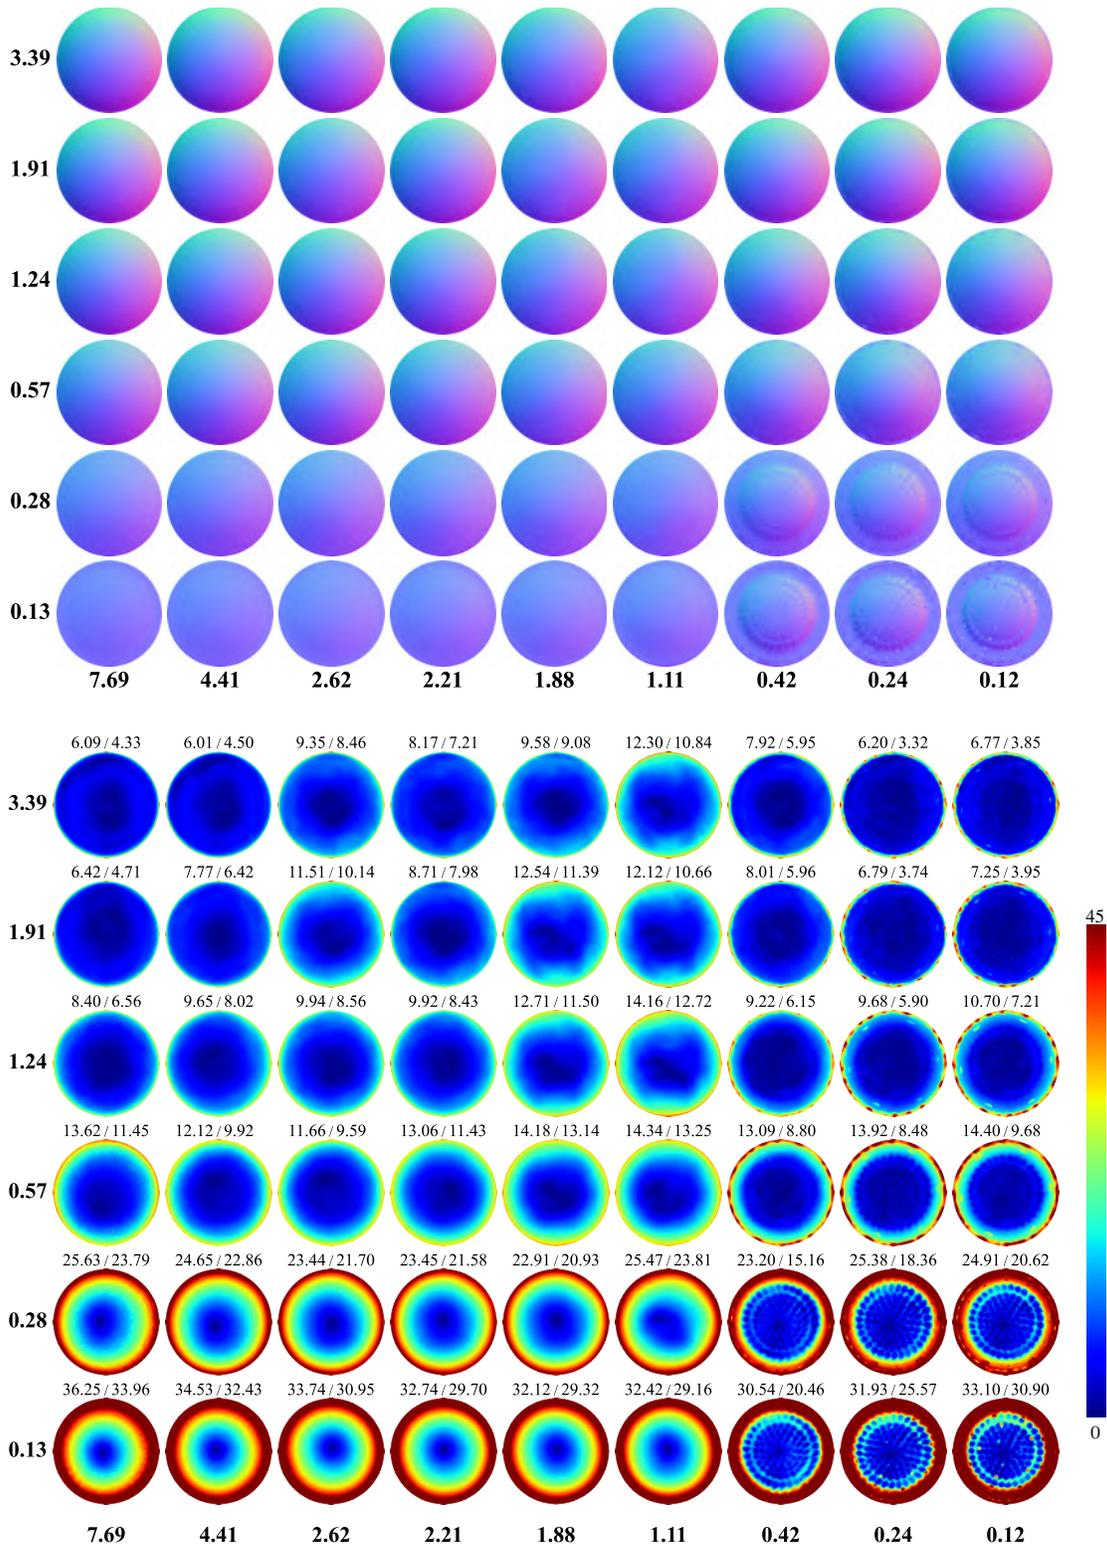 3.39
1.91
1.24
0.57
0.28
0.13
7.69 4.41 2.62 2.21 1.88 1.11 0.42 0.24 0.12
6.09 / 4.33 6.01 / 4.50 9.35 / 8.46 8.17 / 7.21 9.58 / 9.08 12.30 / 10.84 7.92 / 5.95 6.20 / 3.32 6.77 / 3.85
3.39
6.42 / 4.71 7.77 / 6.42 11.51 / 10.14 8.71 / 7.98 12.54 / 11.39 12.12 / 10.66 8.01 / 5.96 6.79 / 3.74 7.25 / 3.95
45
1.91
8.40 / 6.56 9.65 / 8.02 9.94 / 8.56 9.92 / 8.43 12.71 / 11.50 14.16 / 12.72 9.22 / 6.15 9.68 / 5.90 10.70 / 7.21
1.24
13.62 / 11.45 12.12 / 9.92 11.66 / 9.59 13.06 / 11.43 14.18 / 13.14 14.34 / 13.25 13.09 / 8.80 13.92 / 8.48 14.40 / 9.68
0.57
25.63 / 23.79 24.65 / 22.86 23.44 / 21.70 23.45 / 21.58 22.91 / 20.93 25.47 / 23.81 23.20 / 15.16 25.38 / 18.36 24.91 / 20.62
0.28
36.25 / 33.96 34.53 / 32.43 33.74 / 30.95 32.74 / 29.70 32.12 / 29.32 32.42 / 29.16 30.54 / 20.46 31.93 / 25.57 33.10 / 30.90
0
0.13
7.69 4.41 2.62 2.21 1.88 1.11 0.42 0.24 0.12